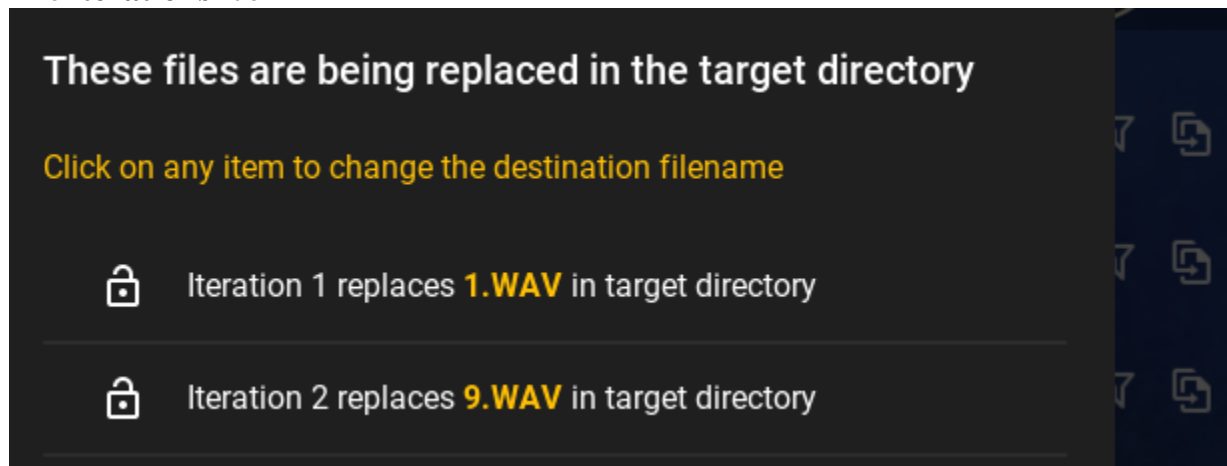 These files are being replaced in the target directory
Click on any item to change the destination filename
Iteration 1 replaces 1.WAV in target directory
Iteration 2 replaces 9.WAV in target directory